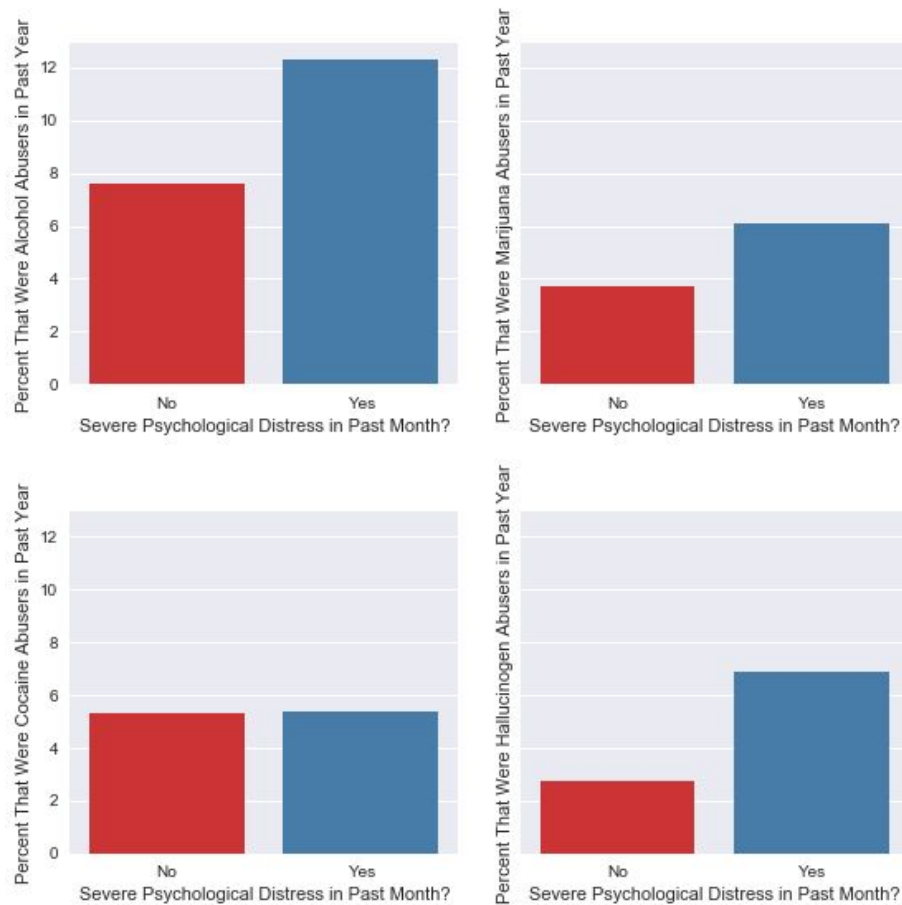 Percent That Were Alcohol Abusers in Past Year
12
10
8
6
4
2
0
No
Yes
Severe Psychological Distress in Past Month?
Percent That Were Marijuana Abusers in Past Year
No
Yes
Severe Psychological Distress in Past Month?
Percent That Were Cocaine Abusers in Past Year
12
10
8
6
4
2
0
No
Yes
Severe Psychological Distress in Past Month?
Percent That Were Hallucinogen Abusers in Past Year
No
Yes
Severe Psychological Distress in Past Month?